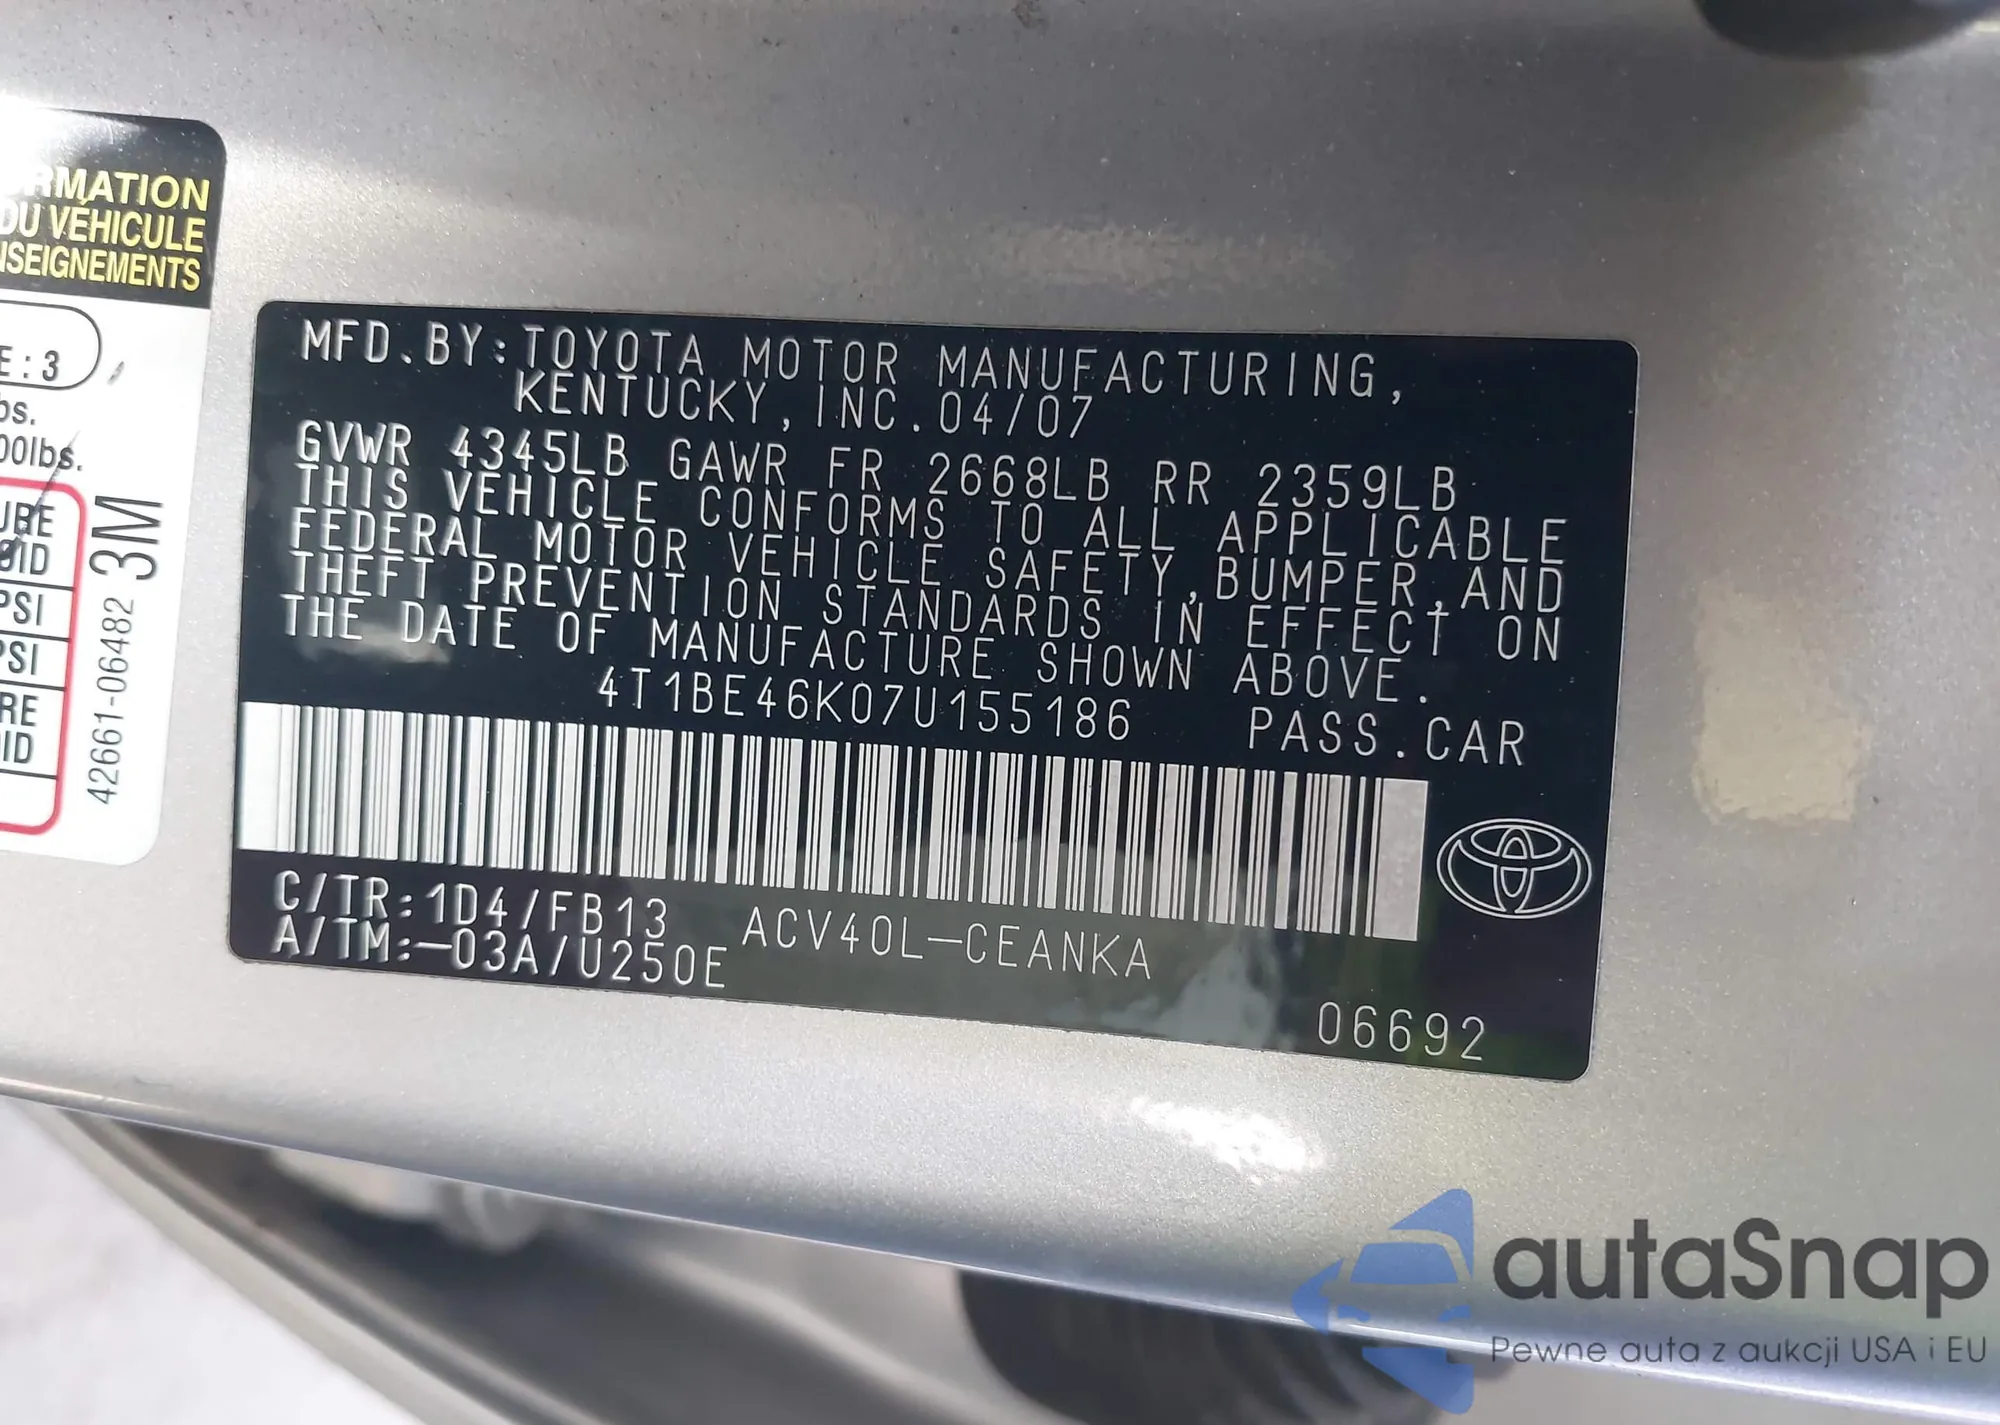 RMATION
DU VÉHICULE
NSEIGNEMENTS
E : 3
bs.
00lbs.
URE
OID
PSI
PSI
RE
ID
42661-06482 3M
MFD.BY:TOYOTA MOTOR MANUFACTURING,
KENTUCKY, INC. 04/07
GVWR 4345LB GAWR FR 2668LB RR 2359LB
THIS VEHICLE CONFORMS TO ALL APPLICABLE
FEDERAL MOTOR VEHICLE SAFETY,BUMPER,AND
THEFT PREVENTION STANDARDS IN EFFECT ON
THE DATE OF MANUFACTURE SHOWN ABOVE.
4T1BE46K07U155186 PASS.CAR
C/TR:1D4/FB13 ACV40L-CEANKA
A/TM:-03A/U250E
06692
autaSnap
Pewne auta z aukcji USA i EU